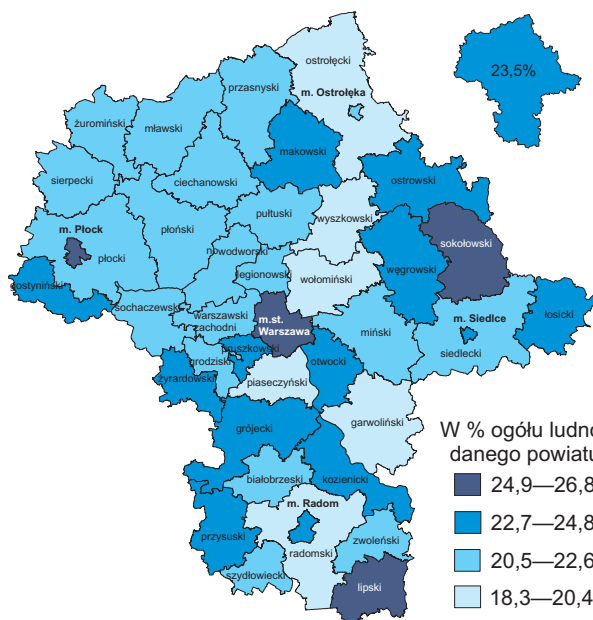 ostrołęcki
m. Ostrołęka
przasnyski
23,5%
żuromiński
mławski
makowski
sierpecki
ciechanowski
ostrowski
m. Płock
płocki
płoński
pułtuski
wyszkowski
sokołowski
nowodworski
legionowski
wołomiński
węgrowski
gostyniński
sochaczewski
warszawski
zachodni
m.st.
Warszawa
miński
m. Siedlce
siedlecki
łosicki
pruszkowski
grodziski
otwocki
żyrardowski
piaseczyński
garwoliński
grójecki
białobrzeski
kozienicki
m. Radom
radomski
przysuski
zwoleński
szydłowiecki
lipski
W % ogółu ludno
danego powiatu
24,9—26,8
22,7—24,8
20,5—22,6
18,3—20,4